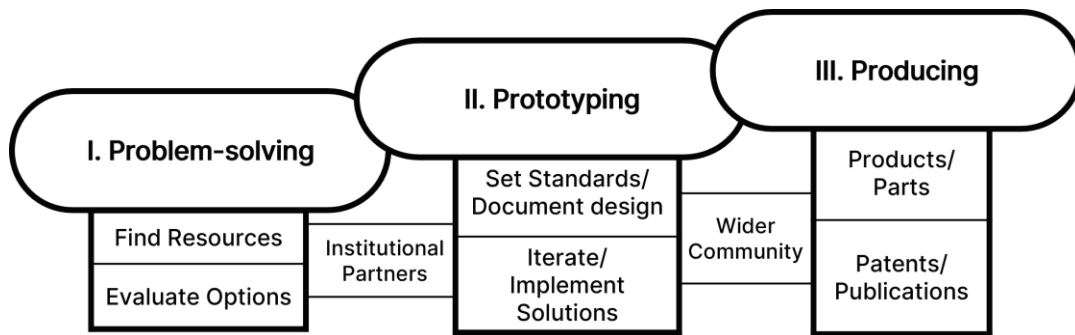 I. Problem-solving
Find Resources
Evaluate Options
Institutional
Partners
II. Prototyping
Set Standards/
Document design
Iterate/
Implement
Solutions
Wider
Community
III. Producing
Products/
Parts
Patents/
Publications